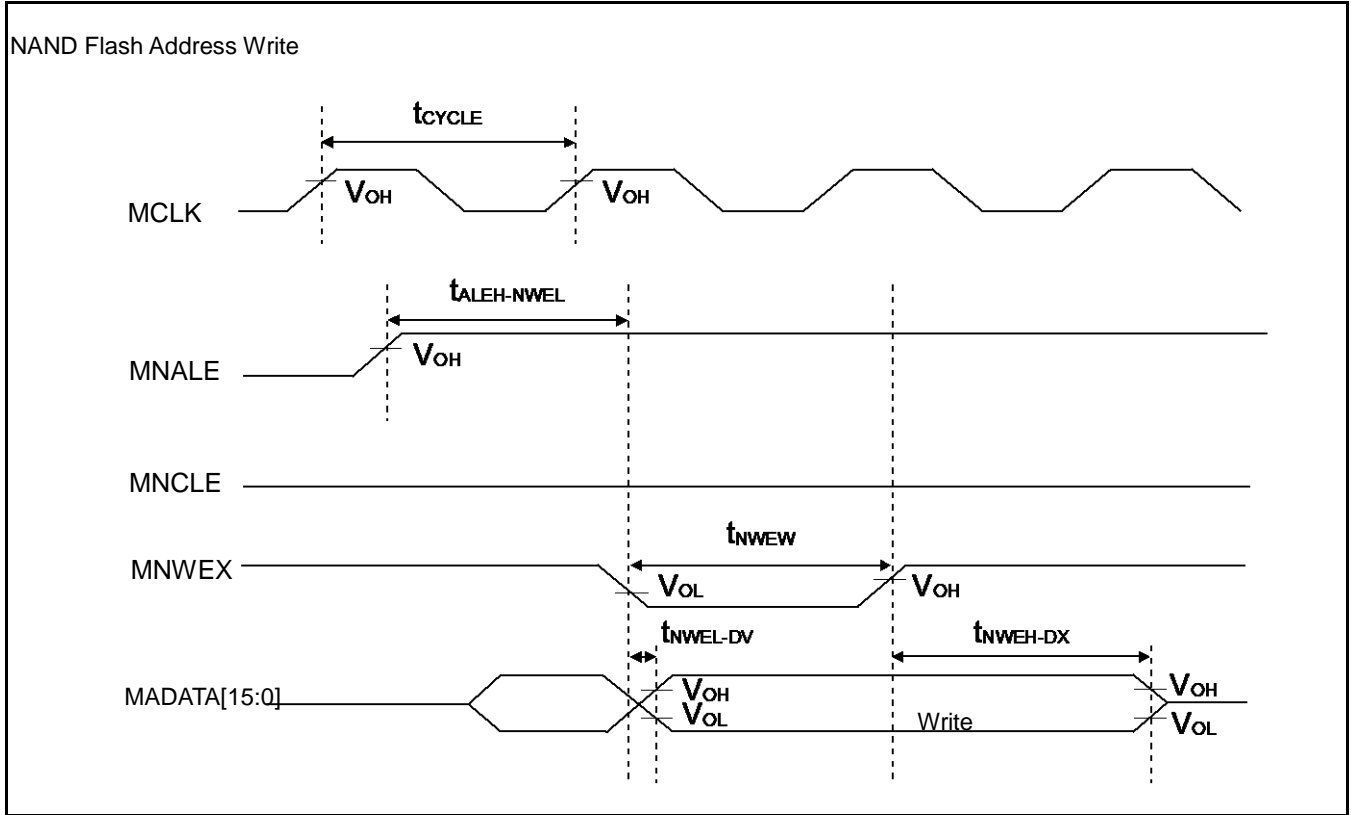 NAND Flash Address Write
tCYCLE
MCLK
VOH
VOH
tALEH-NWEL
MNALE
VOH
MNCLE
tNWEW
MNWEX
VOL
VOH
tNWEL-DV
tNWEH-DX
MADATA[15:0]
VOH
VOH
VOL
Write
VOL